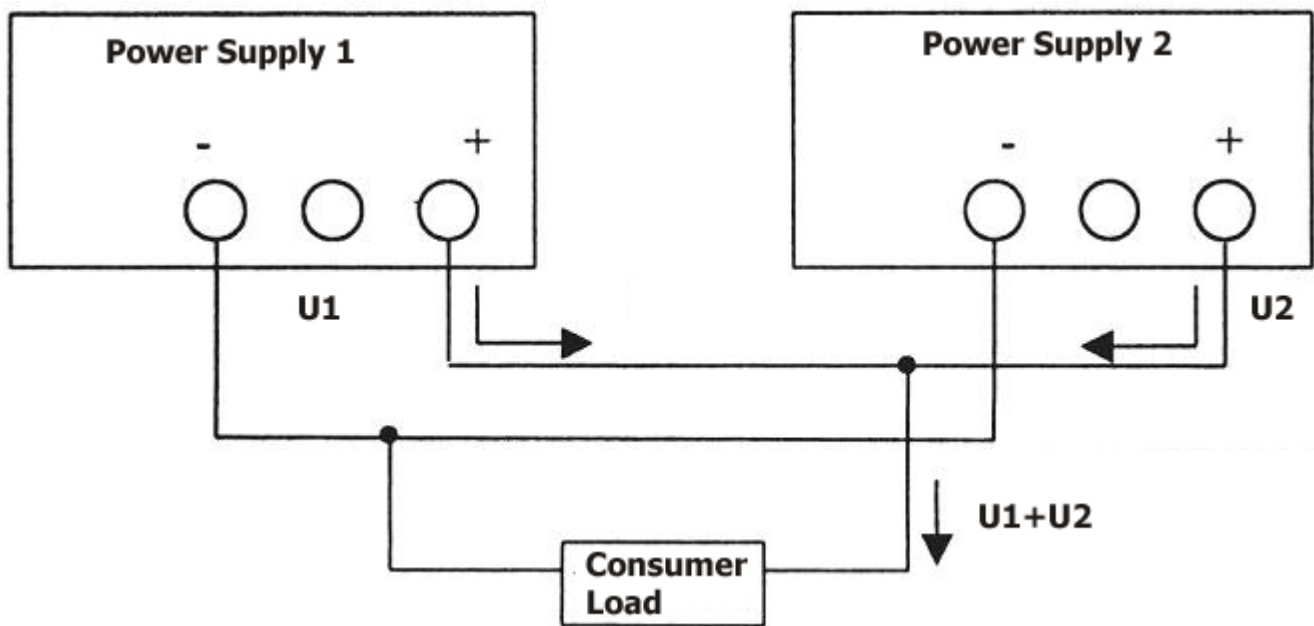 Power Supply 1
Power Supply 2
- +
- +
U1
U2
U1+U2
Consumer
Load